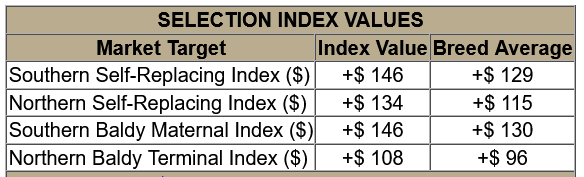 SELECTION INDEX VALUES
Market Target Index Value Breed Average
Southern Self-Replacing Index ($) +$ 146 +$ 129
Northern Self-Replacing Index ($) +$ 134 +$ 115
Southern Baldy Maternal Index ($) +$ 146 +$ 130
Northern Baldy Terminal Index ($) +$ 108 +$ 96